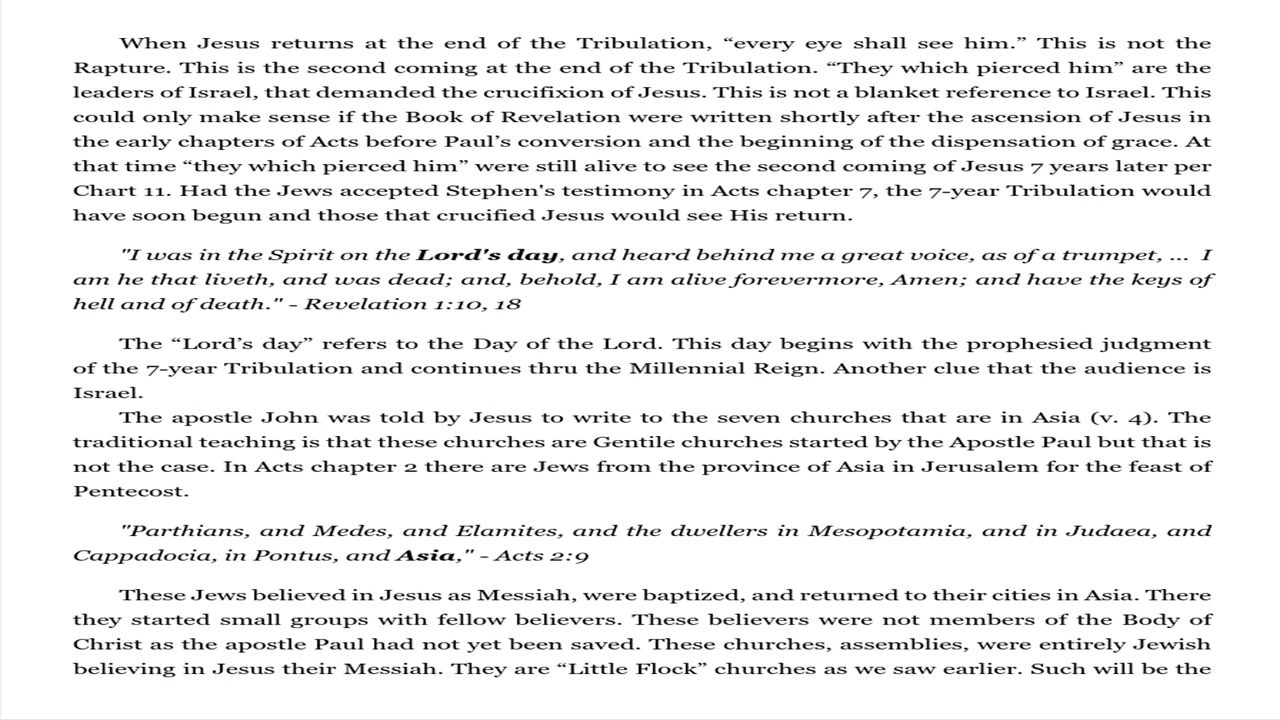 When Jesus returns at the end of the Tribulation, “every eye shall see him.” This is not the
Rapture. This is the second coming at the end of the Tribulation. “They which pierced him” are the
leaders of Israel, that demanded the crucifixion of Jesus. This is not a blanket reference to Israel. This
could only make sense if the Book of Revelation were written shortly after the ascension of Jesus in
the early chapters of Acts before Paul’s conversion and the beginning of the dispensation of grace. At
that time “they which pierced him” were still alive to see the second coming of Jesus 7 years later per
Chart 11. Had the Jews accepted Stephen's testimony in Acts chapter 7, the 7-year Tribulation would
have soon begun and those that crucified Jesus would see His return.
"I was in the Spirit on the Lord's day, and heard behind me a great voice, as of a trumpet, ... I
am he that liveth, and was dead; and, behold, I am alive forevermore, Amen; and have the keys of
hell and of death." - Revelation 1:10, 18
The “Lord’s day” refers to the Day of the Lord. This day begins with the prophesied judgment
of the 7-year Tribulation and continues thru the Millennial Reign. Another clue that the audience is
Israel.
The apostle John was told by Jesus to write to the seven churches that are in Asia (v. 4). The
traditional teaching is that these churches are Gentile churches started by the Apostle Paul but that is
not the case. In Acts chapter 2 there are Jews from the province of Asia in Jerusalem for the feast of
Pentecost.
"Parthians, and Medes, and Elamites, and the dwellers in Mesopotamia, and in Judaea, and
Cappadocia, in Pontus, and Asia," - Acts 2:9
These Jews believed in Jesus as Messiah, were baptized, and returned to their cities in Asia. There
they started small groups with fellow believers. These believers were not members of the Body of
Christ as the apostle Paul had not yet been saved. These churches, assemblies, were entirely Jewish
believing in Jesus their Messiah. They are “Little Flock” churches as we saw earlier. Such will be the